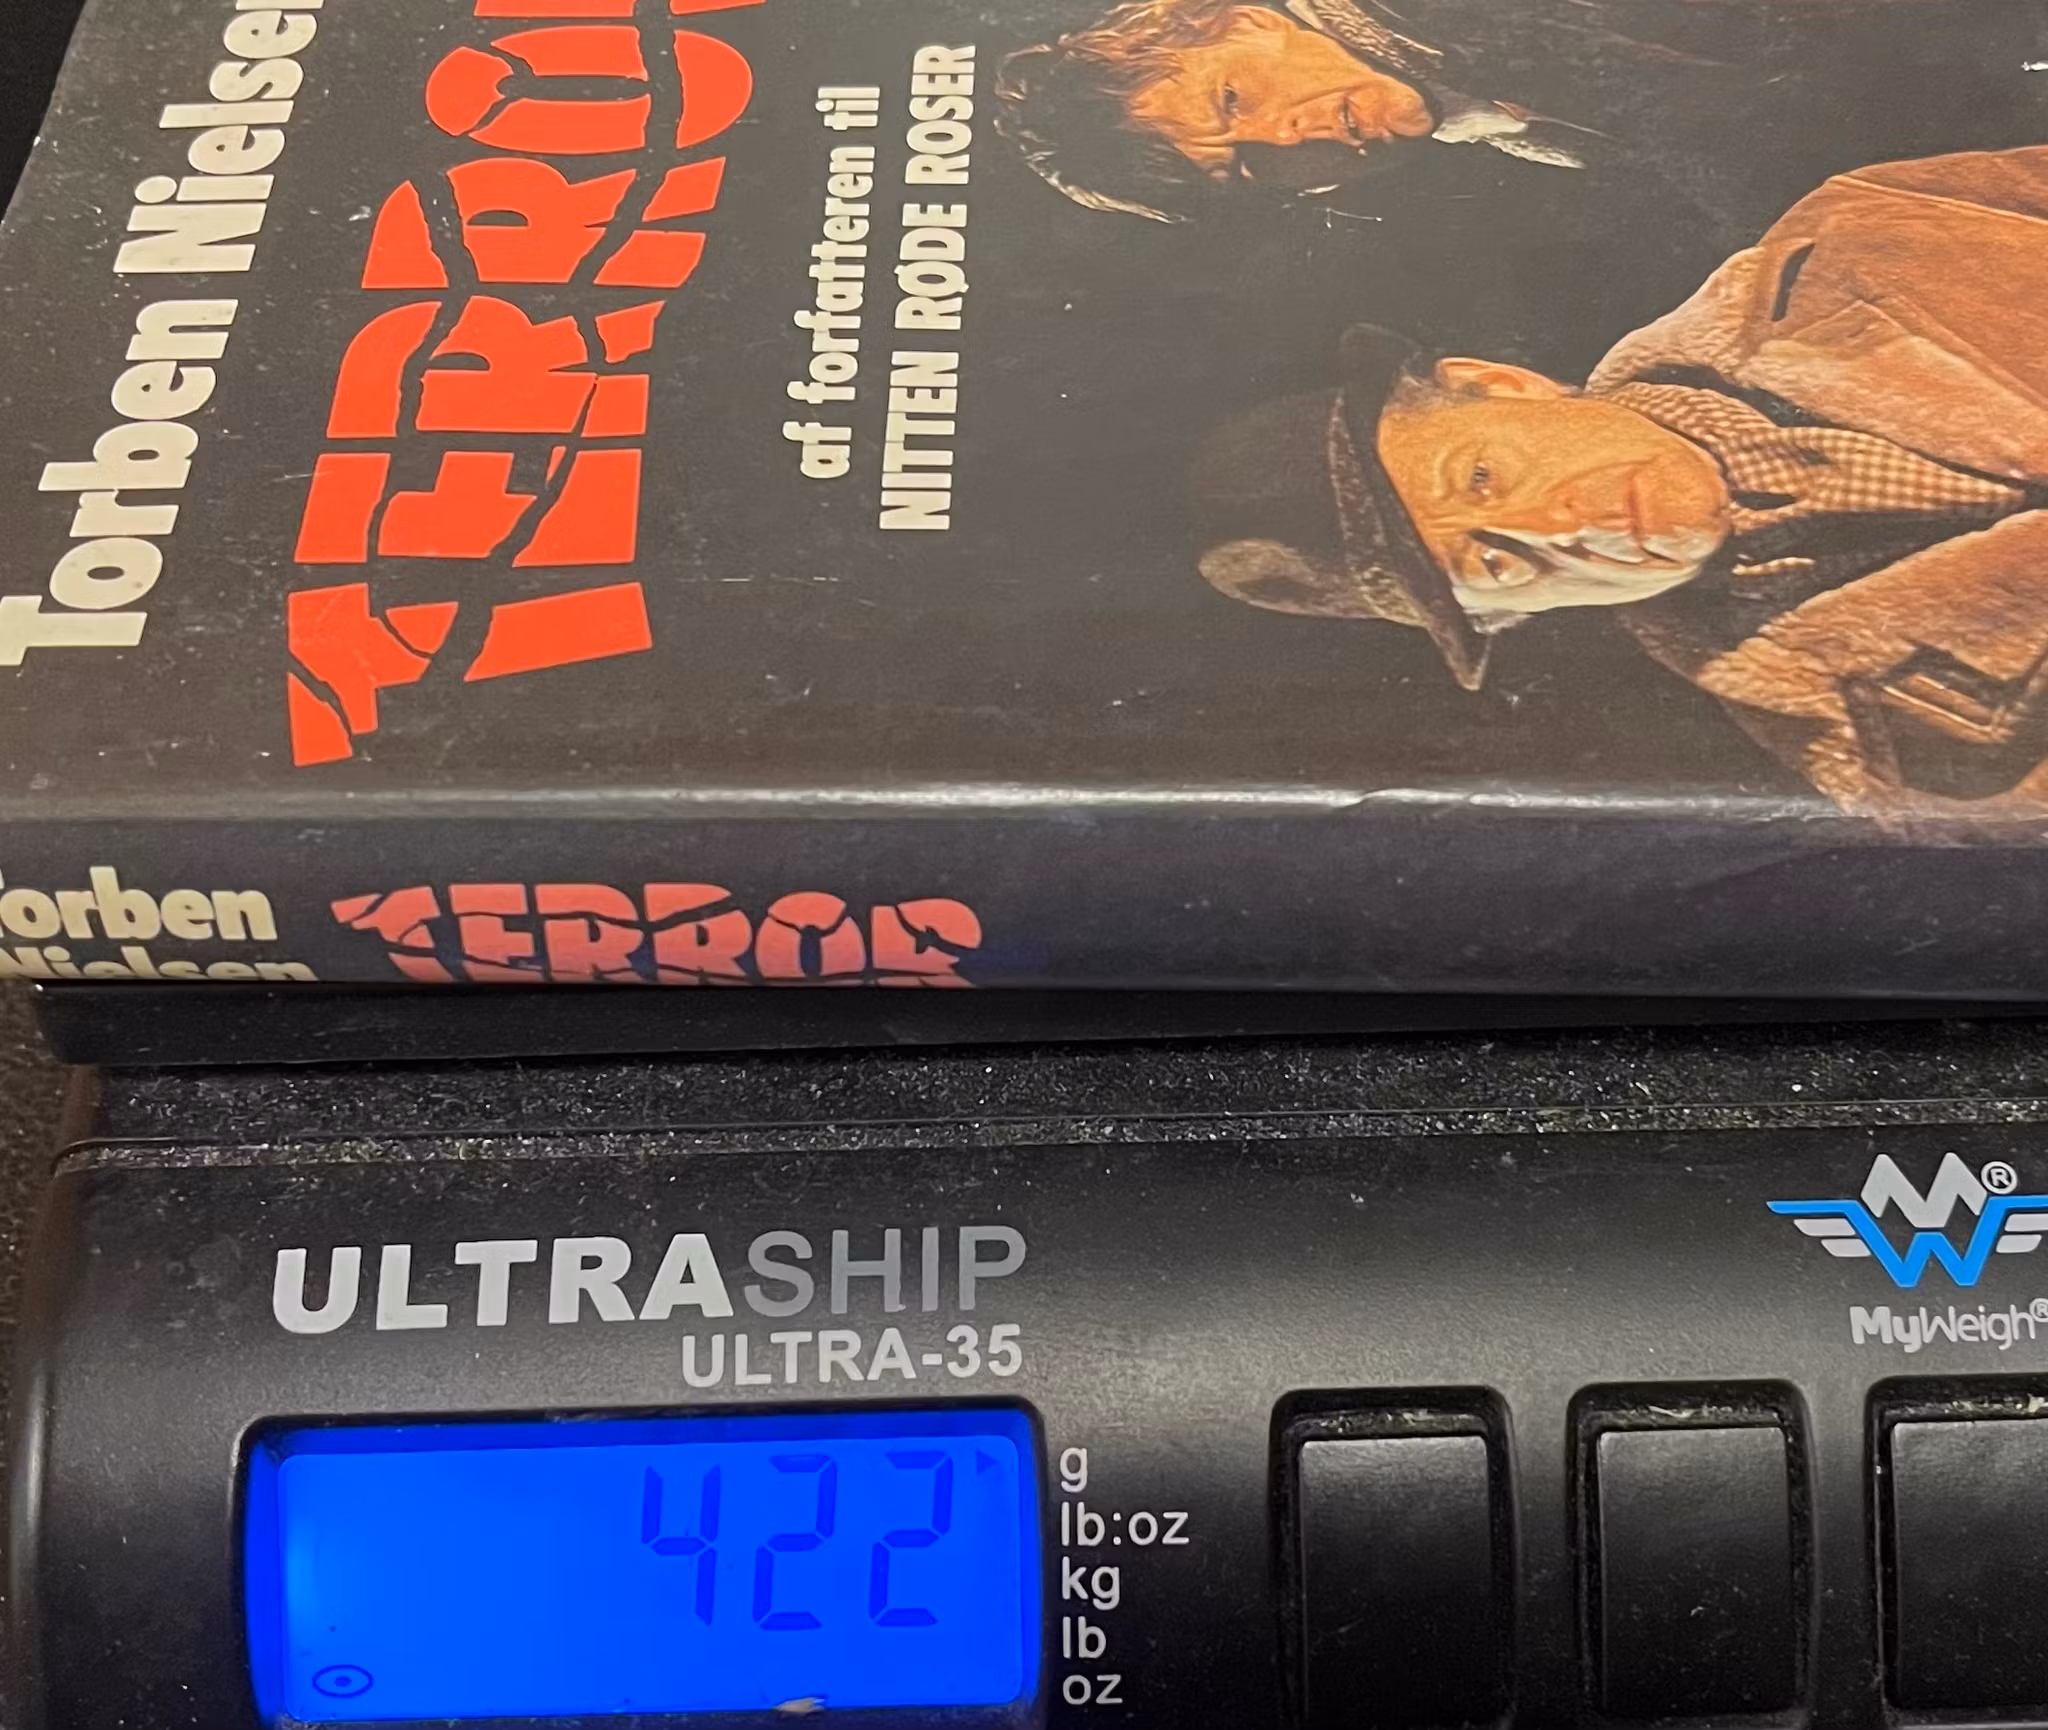 Torben Nielsen
TERROR
af forfatteren til
NITTEN RØDE ROSER
Torben
Nielsen
TERROR
ULTRASHIP
ULTRA-35
MW®
MyWeigh®
422
g
lb:oz
kg
lb
oz